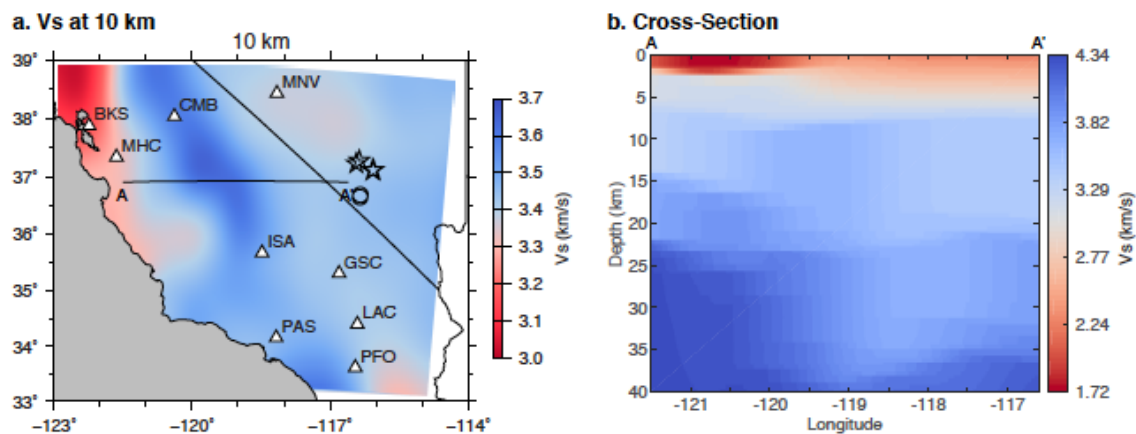 a. Vs at 10 km
10 km
39°
38°
37°
36°
35°
34°
33°
−123°
−120°
−117°
−114°
MNV
CMB
BKS
MHC
A
A'
ISA
GSC
LAC
PAS
PFO
3.7
3.6
3.5
3.4
3.3
3.2
3.1
3.0
Vs (km/s)
b. Cross-Section
A
A'
0
5
10
15
20
25
30
35
40
Depth (km)
-121
-120
-119
-118
-117
Longitude
4.34
3.82
3.29
2.77
2.24
1.72
Vs (km/s)